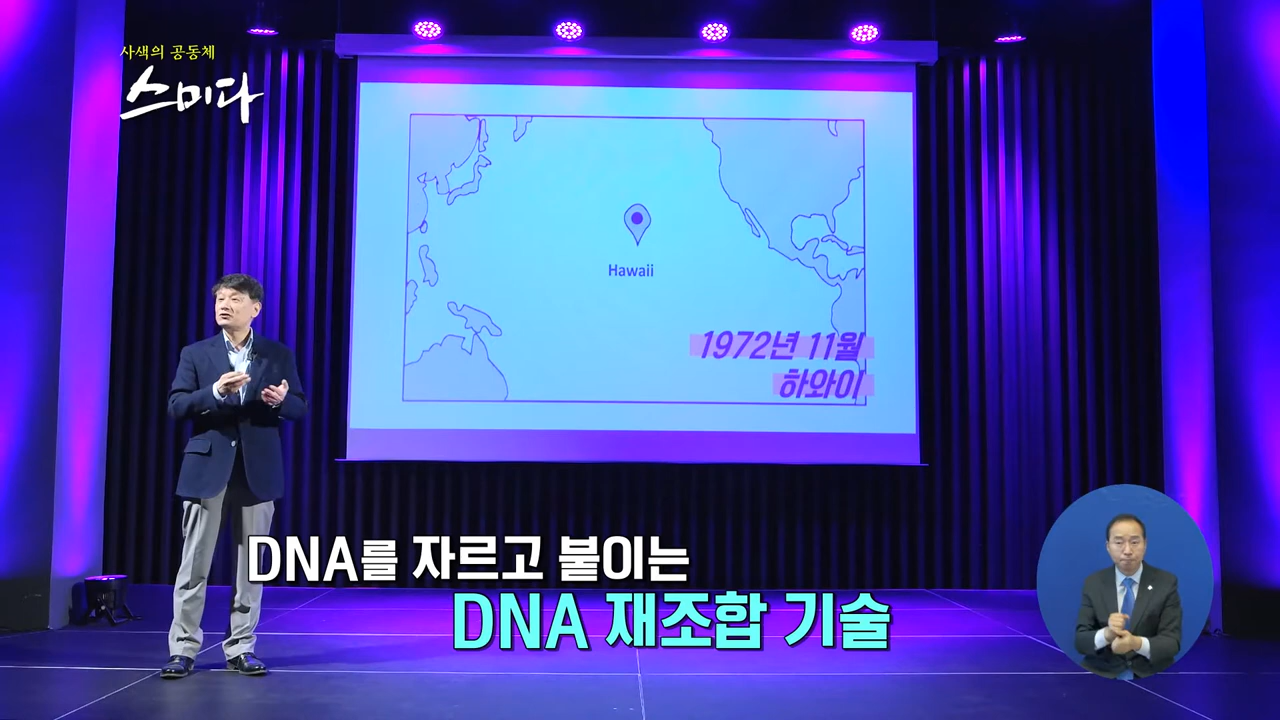 사색의 공동체
스미다
Hawaii
1972년 11월
하와이
DNA를 자르고 붙이는
DNA 재조합 기술